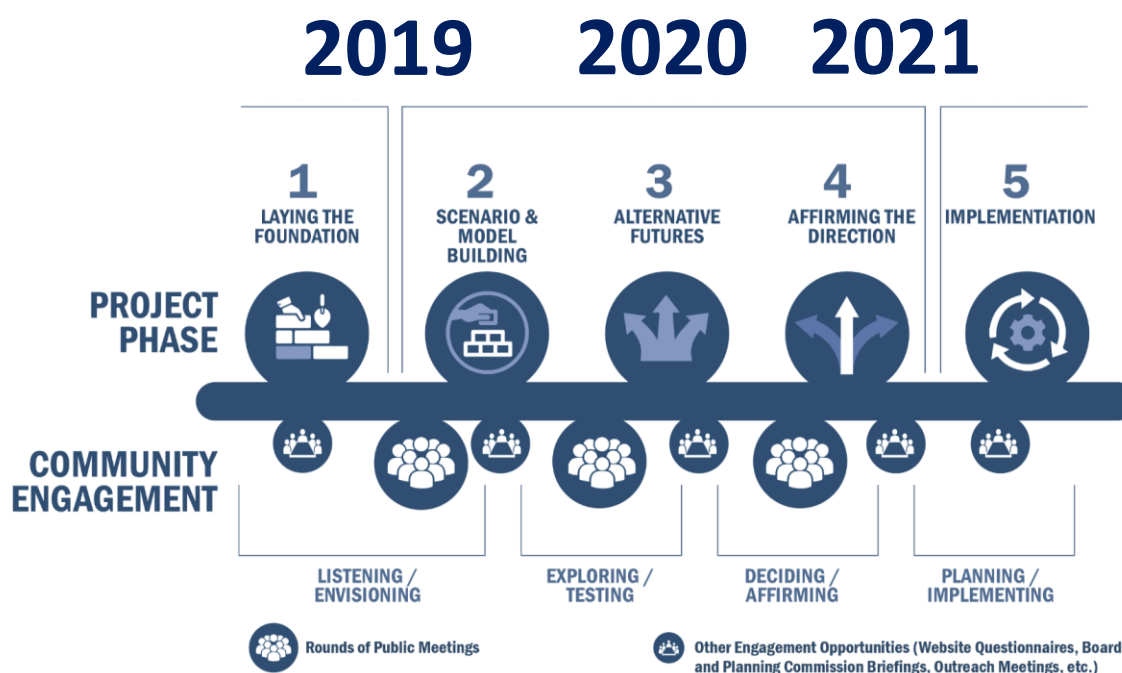 2019 2020 2021
1
LAYING THE
FOUNDATION
2
SCENARIO &
MODEL
BUILDING
3
ALTERNATIVE
FUTURES
4
AFFIRMING THE
DIRECTION
5
IMPLEMENTIATION
PROJECT
PHASE
COMMUNITY
ENGAGEMENT
LISTENING /
ENVISIONING
EXPLORING /
TESTING
DECIDING /
AFFIRMING
PLANNING /
IMPLEMENTING
Rounds of Public Meetings
Other Engagement Opportunities (Website Questionnaires, Board
and Planning Commission Briefings, Outreach Meetings, etc.)